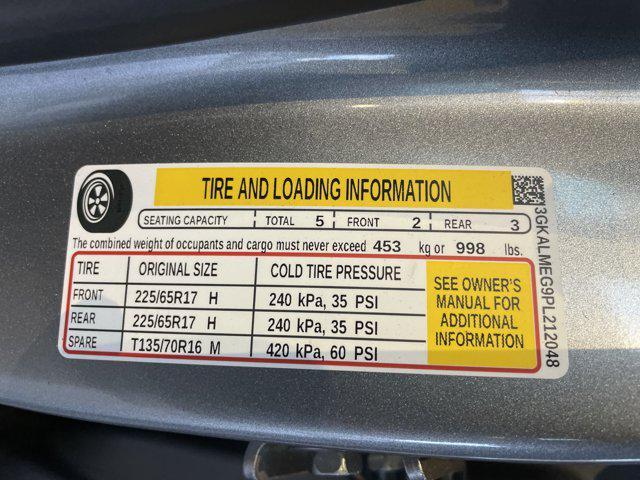 TIRE AND LOADING INFORMATION
SEATING CAPACITY TOTAL 5 FRONT 2 REAR 3
The combined weight of occupants and cargo must never exceed 453 kg or 998 lbs.
TIRE ORIGINAL SIZE COLD TIRE PRESSURE
FRONT 225/65R17 H 240 kPa, 35 PSI
REAR 225/65R17 H 240 kPa, 35 PSI
SPARE T135/70R16 M 420 kPa, 60 PSI
SEE OWNER'S
MANUAL FOR
ADDITIONAL
INFORMATION
3GKALMEG9PL212048